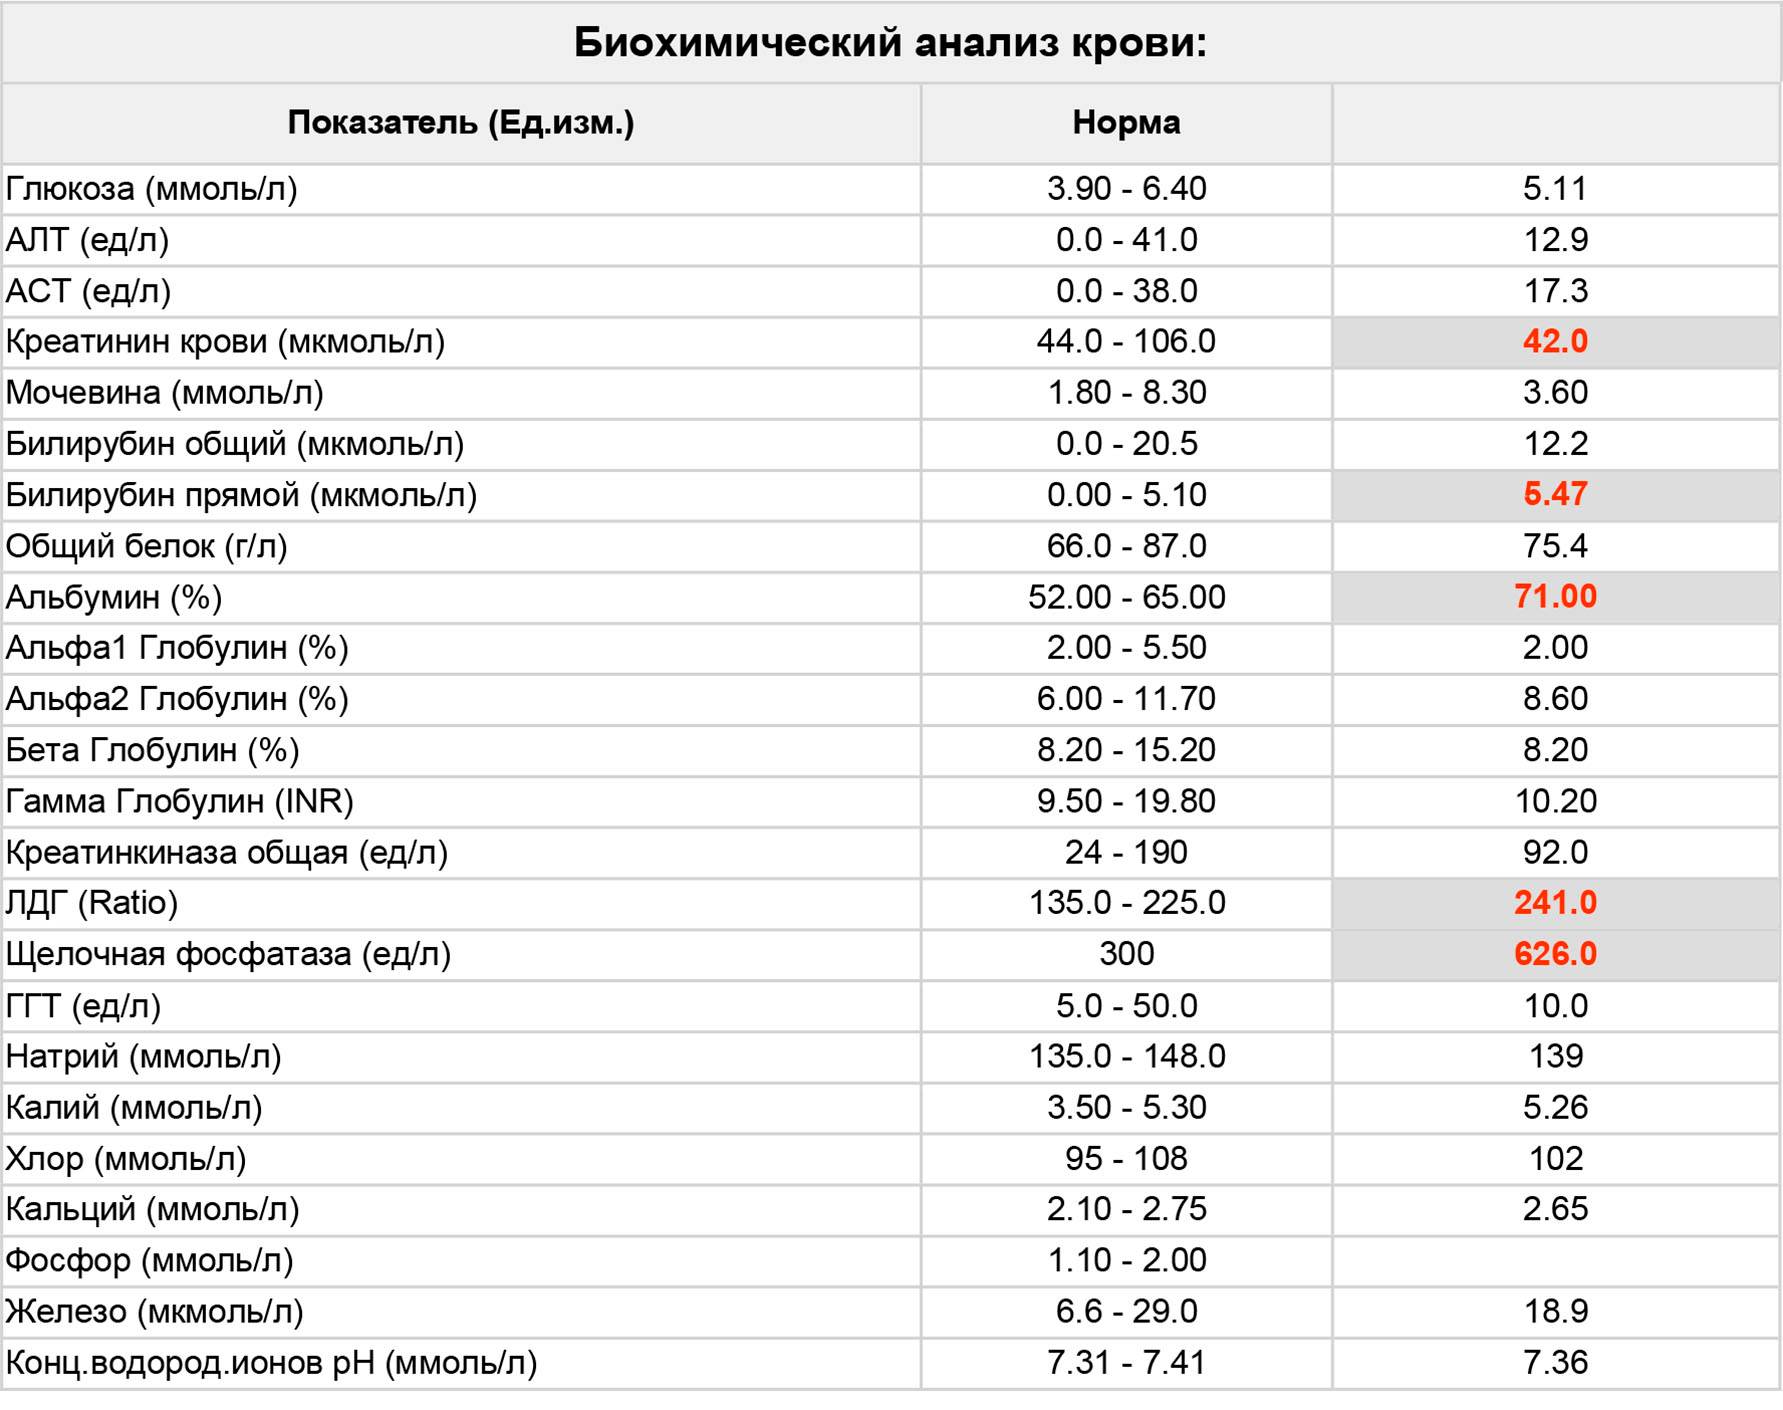 Биохимический анализ крови:
Показатель (Ед.изм.) Норма
Глюкоза (ммоль/л) 3.90 - 6.40 5.11
АЛТ (ед/л) 0.0 - 41.0 12.9
АСТ (ед/л) 0.0 - 38.0 17.3
Креатинин крови (мкмоль/л) 44.0 - 106.0 42.0
Мочевина (ммоль/л) 1.80 - 8.30 3.60
Билирубин общий (мкмоль/л) 0.0 - 20.5 12.2
Билирубин прямой (мкмоль/л) 0.00 - 5.10 5.47
Общий белок (г/л) 66.0 - 87.0 75.4
Альбумин (%) 52.00 - 65.00 71.00
Альфа1 Глобулин (%) 2.00 - 5.50 2.00
Альфа2 Глобулин (%) 6.00 - 11.70 8.60
Бета Глобулин (%) 8.20 - 15.20 8.20
Гамма Глобулин (INR) 9.50 - 19.80 10.20
Креатинкиназа общая (ед/л) 24 - 190 92.0
ЛДГ (Ratio) 135.0 - 225.0 241.0
Щелочная фосфатаза (ед/л) 300 626.0
ГГТ (ед/л) 5.0 - 50.0 10.0
Натрий (ммоль/л) 135.0 - 148.0 139
Калий (ммоль/л) 3.50 - 5.30 5.26
Хлор (ммоль/л) 95 - 108 102
Кальций (ммоль/л) 2.10 - 2.75 2.65
Фосфор (ммоль/л) 1.10 - 2.00
Железо (мкмоль/л) 6.6 - 29.0 18.9
Конц.водород.ионов pH (ммоль/л) 7.31 - 7.41 7.36